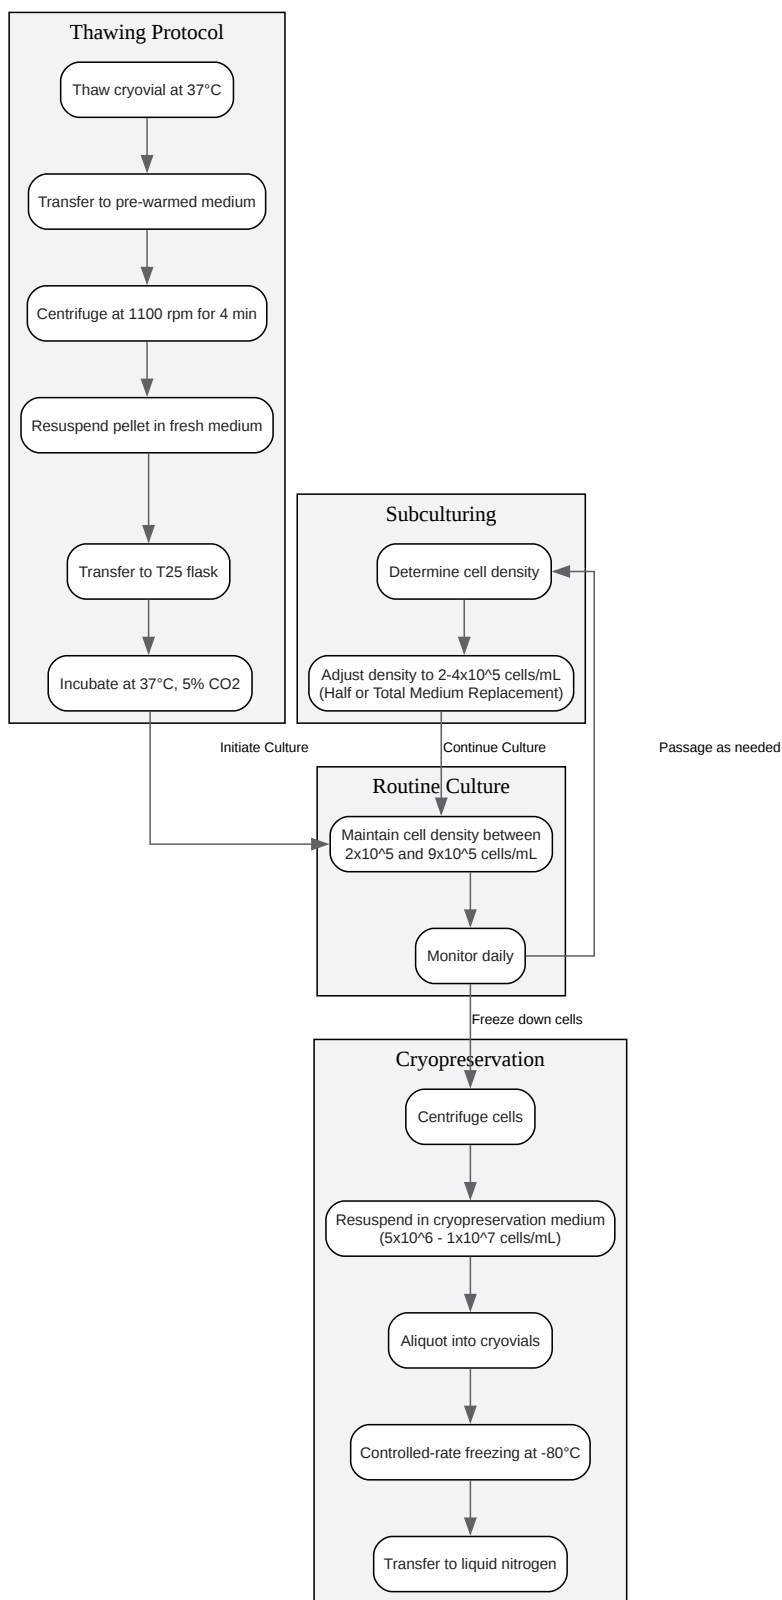 Thawing Protocol
Thaw cryovial at 37°C
Transfer to pre-warmed medium
Centrifuge at 1100 rpm for 4 min
Resuspend pellet in fresh medium
Transfer to T25 flask
Incubate at 37°C, 5% CO2
Subculturing
Determine cell density
Adjust density to 2-4x10^5 cells/mL
(Half or Total Medium Replacement)
Initiate Culture
Continue Culture
Passage as needed
Routine Culture
Maintain cell density between
2x10^5 and 9x10^5 cells/mL
Monitor daily
Freeze down cells
Cryopreservation
Centrifuge cells
Resuspend in cryopreservation medium
(5x10^6 - 1x10^7 cells/mL)
Aliquot into cryovials
Controlled-rate freezing at -80°C
Transfer to liquid nitrogen